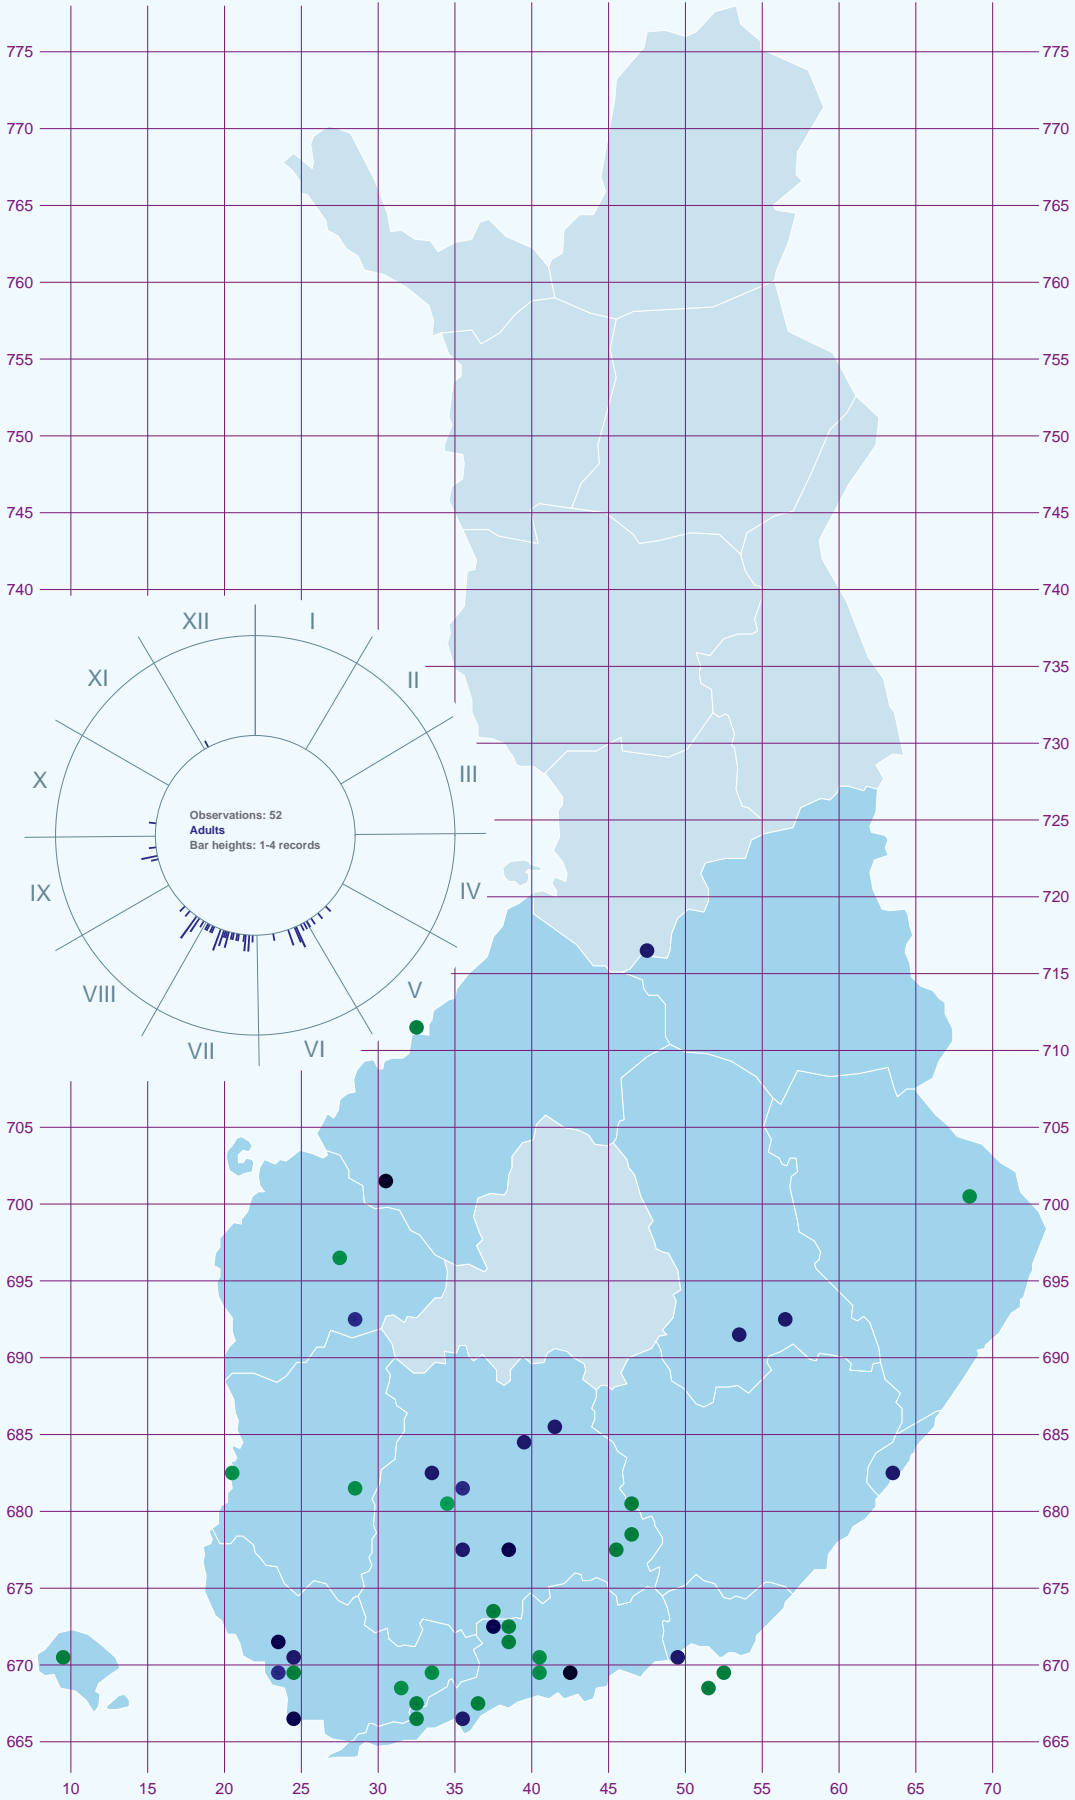 775 775
770 770
765 765
760 760
755 755
750 750
745 745
740 740
XII I
735 735
XI II
730 730
X III
725 725
Observations: 52
Adults
Bar heights: 1-4 records
IX IV
720 720
715 715
VIII V
VII VI
710 710
705 705
700 700
695 695
690 690
685 685
680 680
675 675
670 670
665 665
10 15 20 25 30 35 40 45 50 55 60 65 70